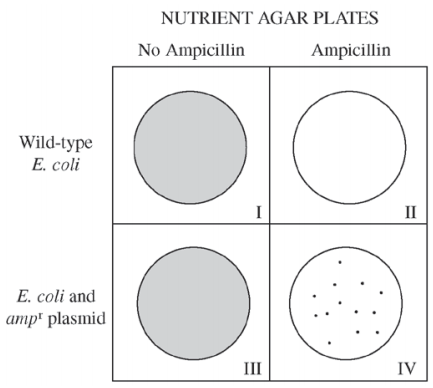 NUTRIENT AGAR PLATES
No Ampicillin Ampicillin
Wild-type
E. coli
I
II
E. coli and
ampʳ plasmid
III
IV